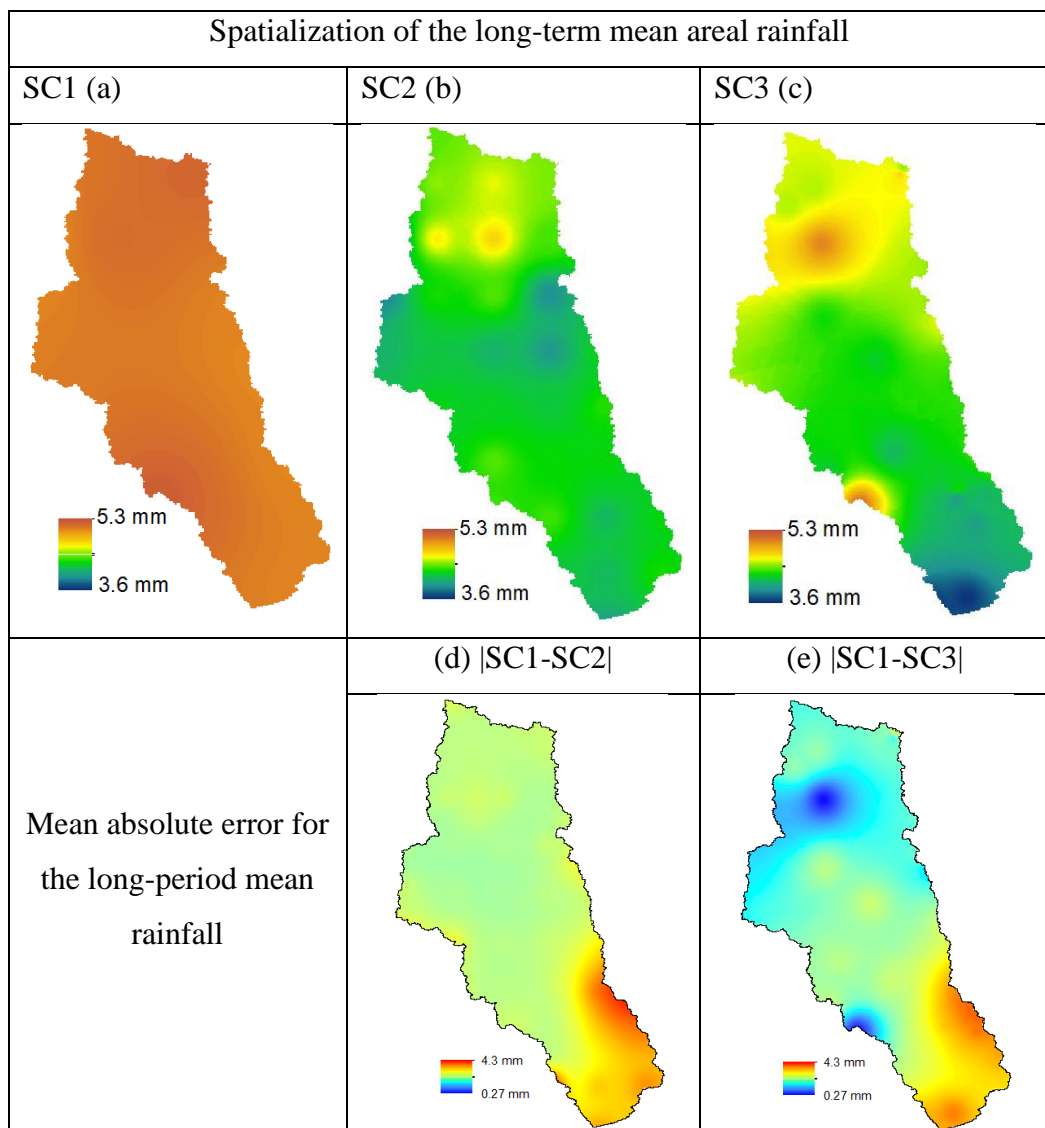 Spatialization of the long-term mean areal rainfall
SC1 (a)
SC2 (b)
SC3 (c)
5.3 mm
3.6 mm
5.3 mm
3.6 mm
5.3 mm
3.6 mm
Mean absolute error for
the long-period mean
rainfall
(d) |SC1-SC2|
(e) |SC1-SC3|
4.3 mm
0.27 mm
4.3 mm
0.27 mm